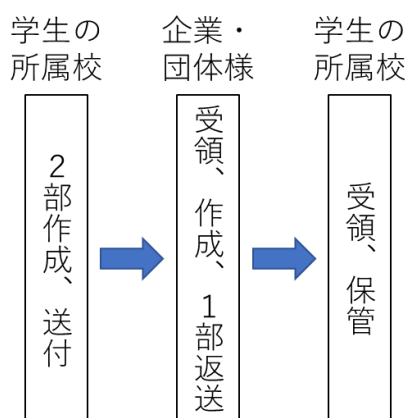 学生の
所属校
企業・
団体様
学生の
所属校
2部作成、送付
受領、作成、1部返送
受領、保管